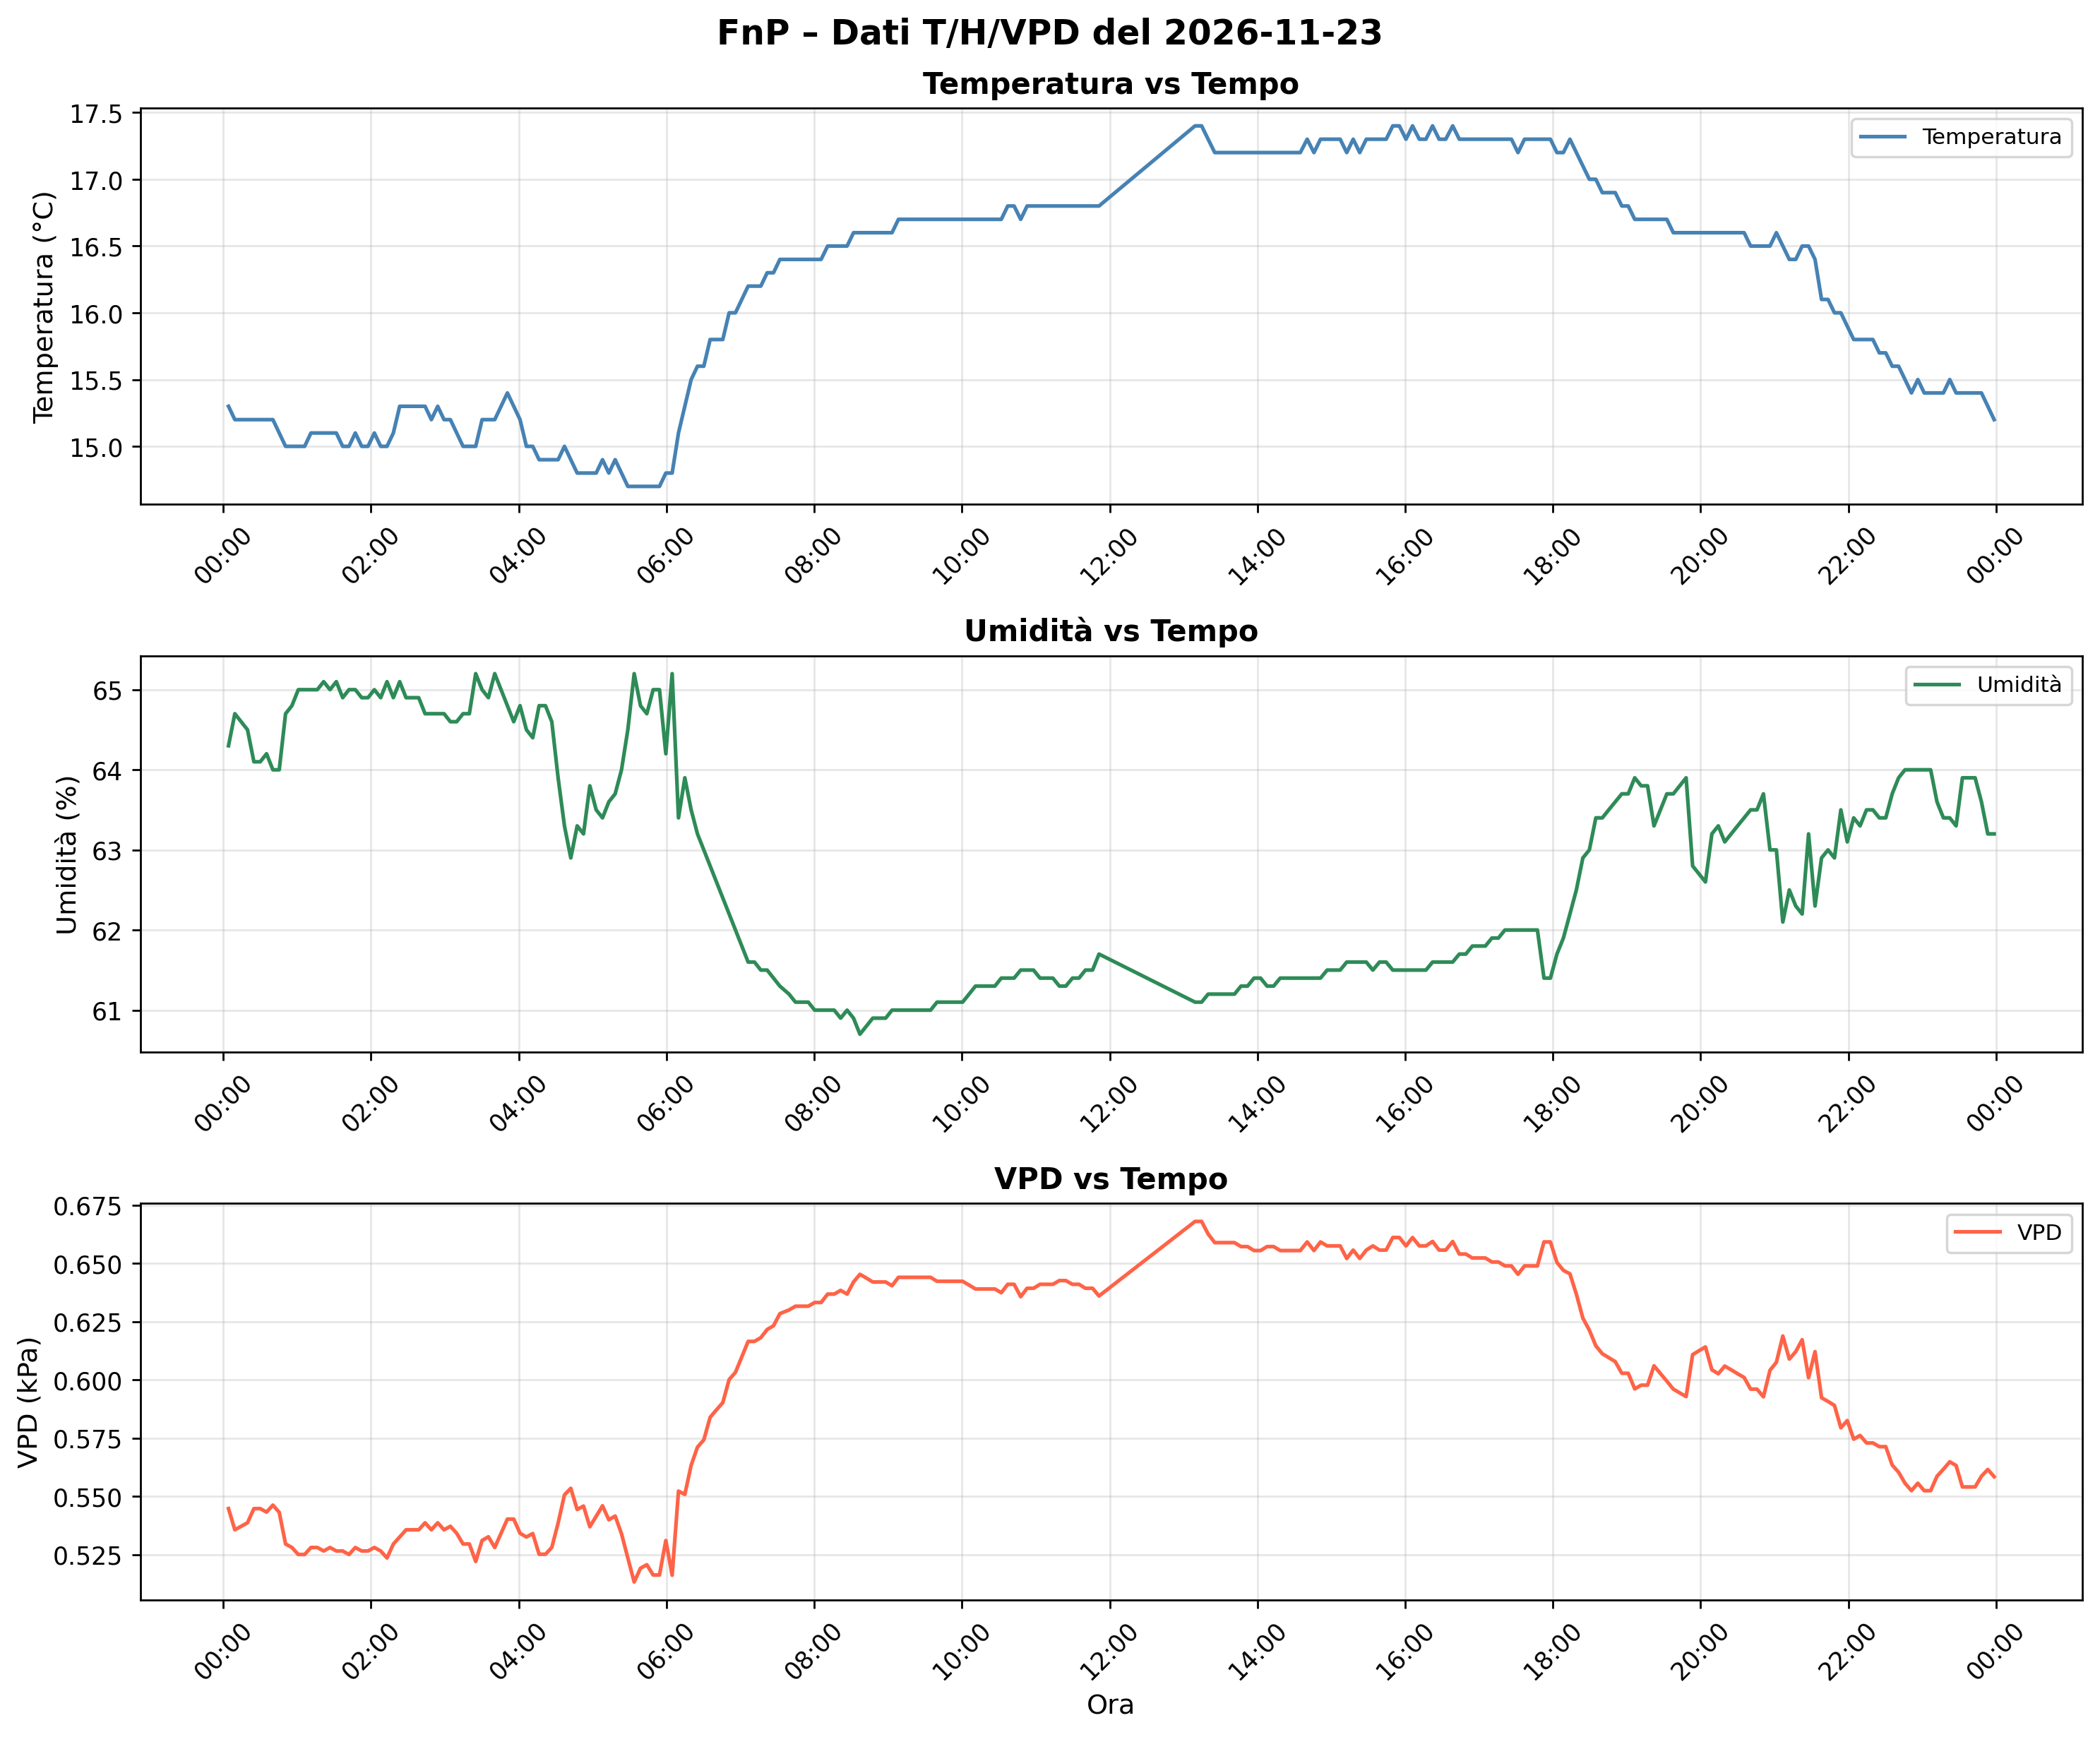 FnP – Dati T/H/VPD del 2026-11-23
Temperatura vs Tempo
Temperatura (°C)
17.5
17.0
16.5
16.0
15.5
15.0
Temperatura
00:00 02:00 04:00 06:00 08:00 10:00 12:00 14:00 16:00 18:00 20:00 22:00 00:00
Umidità vs Tempo
Umidità (%)
65
64
63
62
61
Umidità
00:00 02:00 04:00 06:00 08:00 10:00 12:00 14:00 16:00 18:00 20:00 22:00 00:00
VPD vs Tempo
VPD (kPa)
0.675
0.650
0.625
0.600
0.575
0.550
0.525
VPD
00:00 02:00 04:00 06:00 08:00 10:00 12:00 14:00 16:00 18:00 20:00 22:00 00:00
Ora